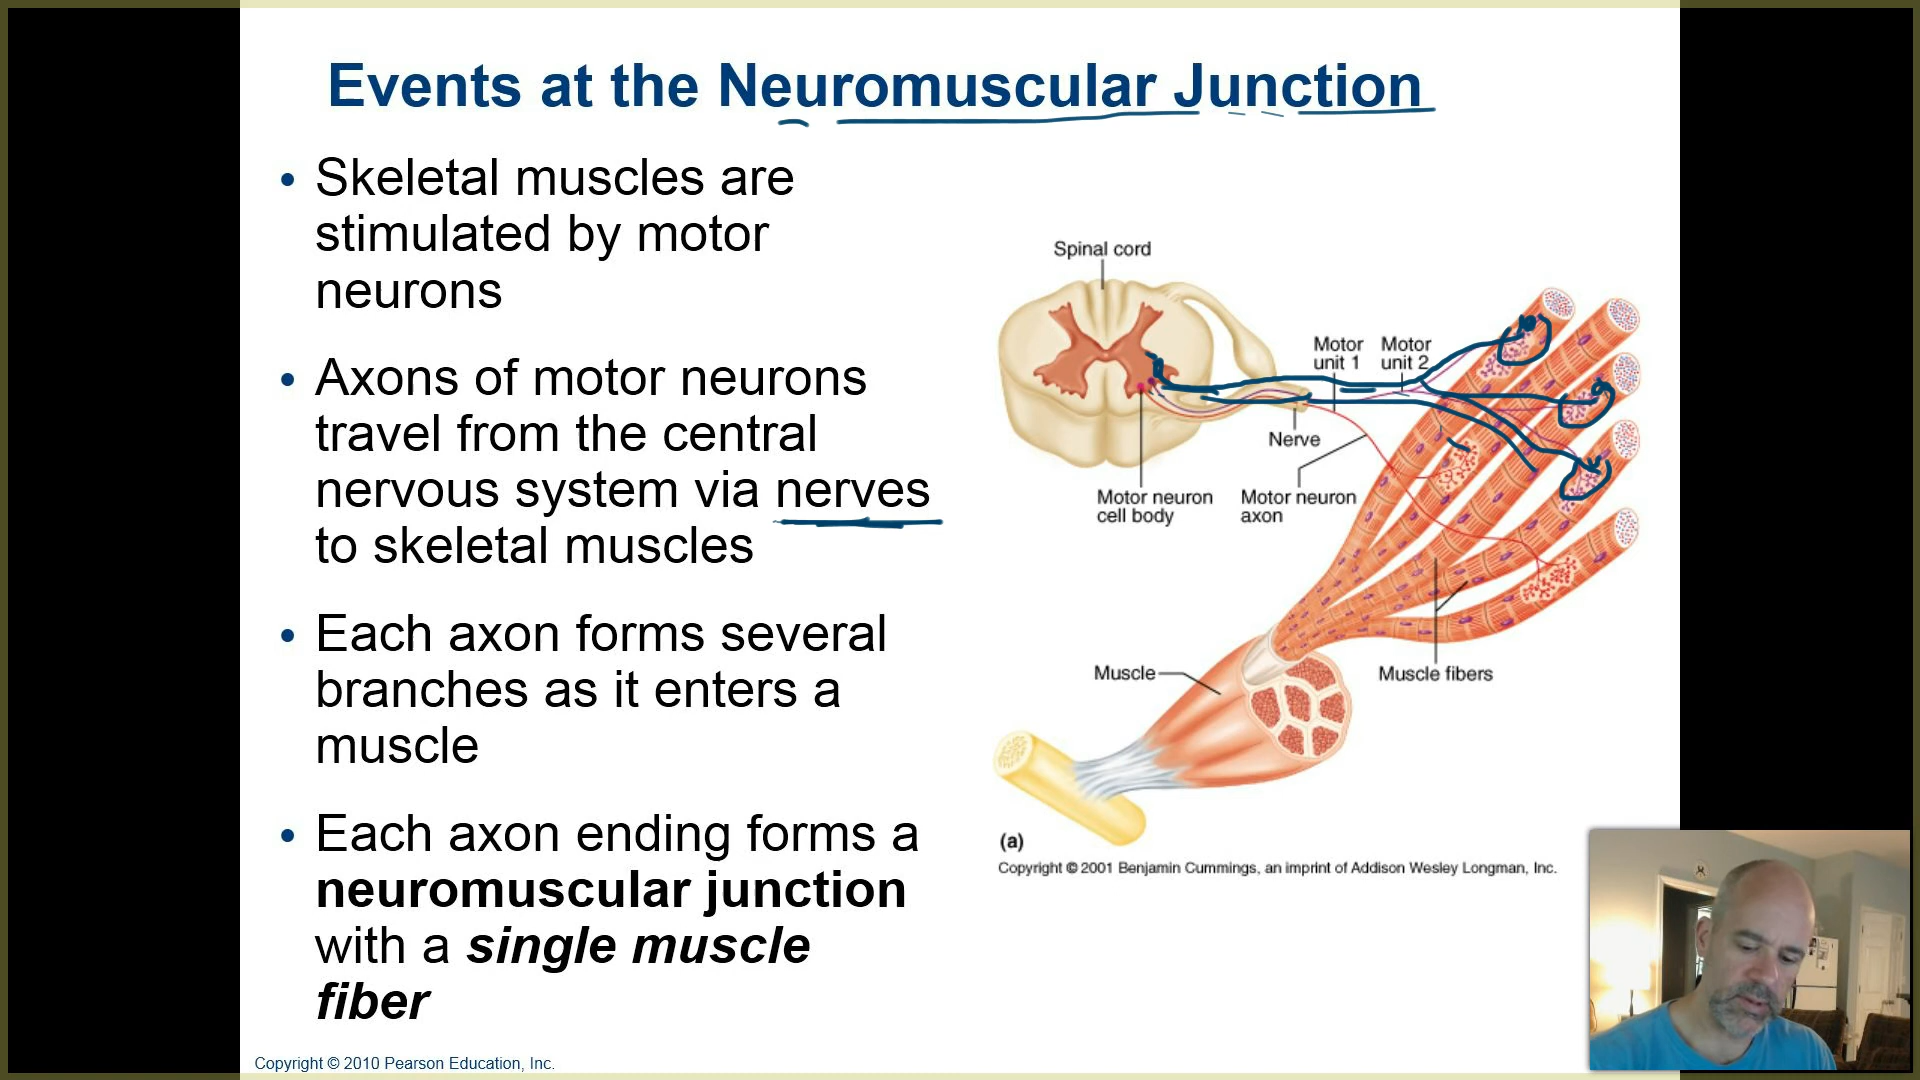 Events at the Neuromuscular Junction
• Skeletal muscles are
stimulated by motor
neurons
• Axons of motor neurons
travel from the central
nervous system via nerves
to skeletal muscles
• Each axon forms several
branches as it enters a
muscle
• Each axon ending forms a
neuromuscular junction
with a single muscle
fiber
Spinal cord
Motor
unit 1
Motor
unit 2
Nerve
Motor neuron
cell body
Motor neuron
axon
Muscle
Muscle fibers
(a)
Copyright © 2001 Benjamin Cummings, an imprint of Addison Wesley Longman, Inc.
Copyright © 2010 Pearson Education, Inc.